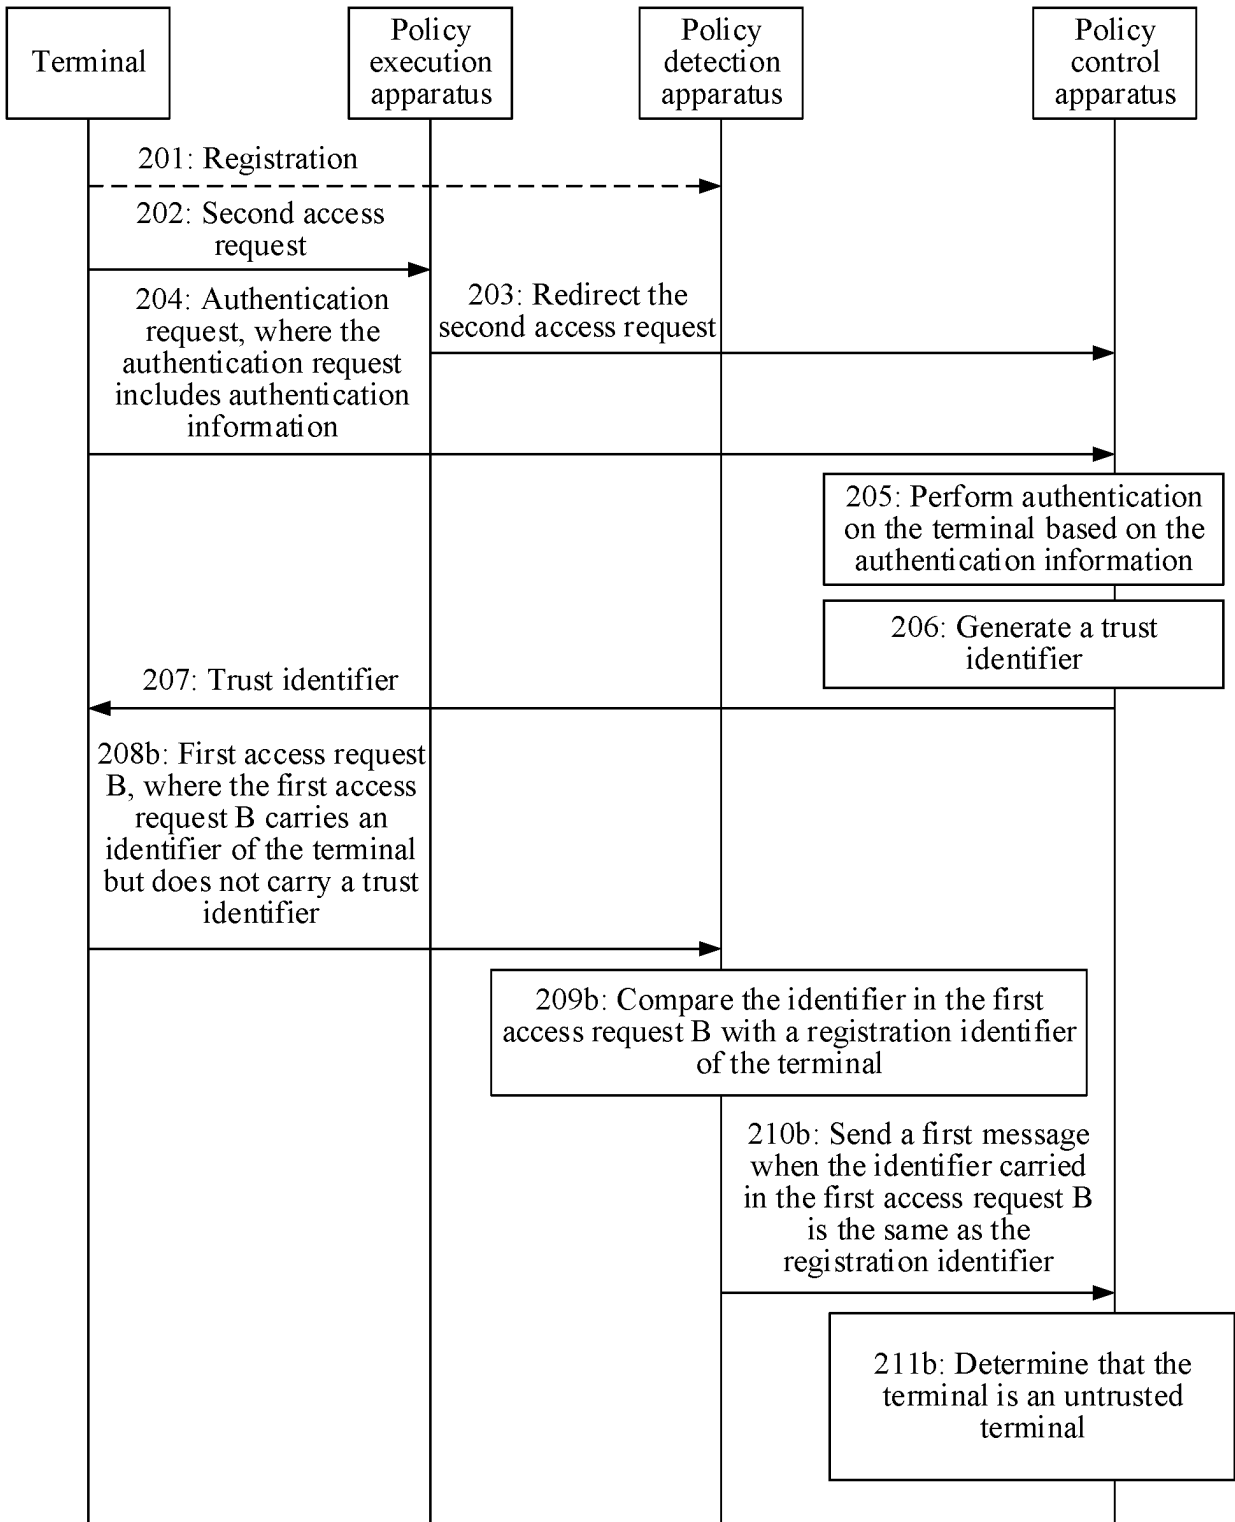 Terminal
Policy
execution
apparatus
Policy
detection
apparatus
Policy
control
apparatus
201: Registration
202: Second access
request
203: Redirect the
second access request
204: Authentication
request, where the
authentication request
includes authentication
information
205: Perform authentication
on the terminal based on the
authentication information
206: Generate a trust
identifier
207: Trust identifier
208b: First access request
B, where the first access
request B carries an
identifier of the terminal
but does not carry a trust
identifier
209b: Compare the identifier in the first
access request B with a registration identifier
of the terminal
210b: Send a first message
when the identifier carried
in the first access request B
is the same as the
registration identifier
211b: Determine that the
terminal is an untrusted
terminal